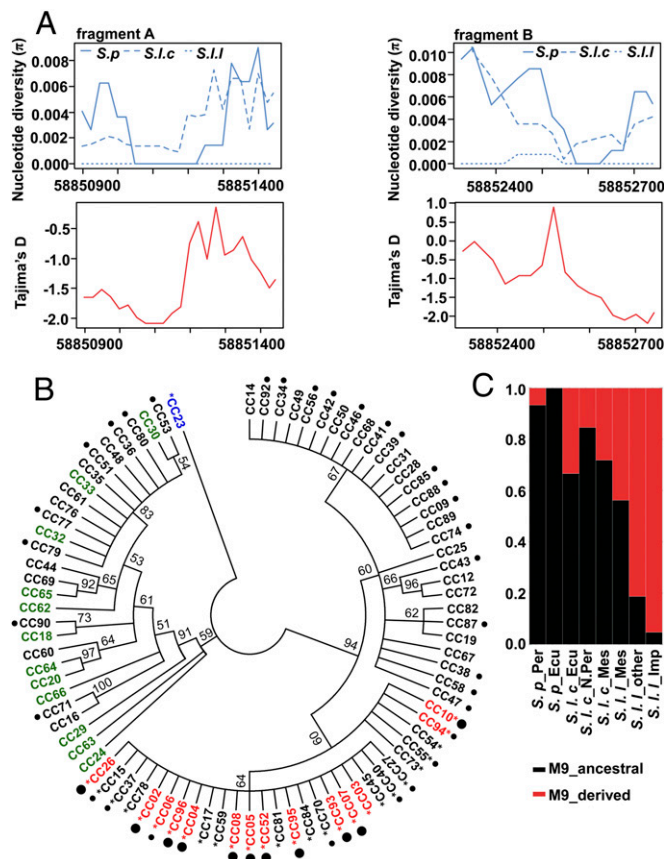 A
fragment A
S.p S.l.c S.l.l
Nucleotide diversity (π)
0.008
0.006
0.004
0.002
0.000
58850900 58851400
Tajima's D
-1.0
-1.5
-2.0
58850900 58851400
fragment B
S.p S.l.c S.l.l
Nucleotide diversity (π)
0.010
0.008
0.006
0.004
0.002
0.000
58852400 58852700
Tajima's D
1.0
0.5
0.0
-0.5
-1.0
-1.5
-2.0
58852400 58852700
B
CC14
CC92
CC34
CC49
CC56
CC42
CC50
CC46
CC68
CC41
CC39
CC31
CC28
CC85
CC88
CC09
CC89
CC74
CC25
CC43
CC12
CC72
CC82
CC87
CC19
CC67
CC38
CC58
CC47
CC10*
CC94*
CC54*
CC55*
CC73*
CC27
CC40
*CC45
*CC03
*CC07
*CC93
*CC70
*CC84
*CC95
*CC81
*CC52
*CC05
*CC08
*CC59
*CC17
*CC04
*CC96
*CC06
*CC02
*CC78
*CC37
*CC15
*CC26
CC24
CC63
CC29
CC16
CC71
CC66
CC20
CC64
CC60
CC18
CC90
CC62
CC65
CC69
CC44
CC79
CC32
CC77
CC76
CC61
CC33
CC35
CC51
CC48
CC36
CC80
CC30
CC53
*CC23
67
60
66
96
62
94
60
64
54
83
53
65
92
61
73
51
64
97
91
59
100
C
1.0
0.8
0.6
0.4
0.2
0.0
S. p_Per
S. p_Ecu
S. l. c_Ecu
S. l. c_N.Per
S. l. c_Mes
S. l. l_Mes
S. l. l_other
S. l. l_Imp
M9_ancestral
M9_derived